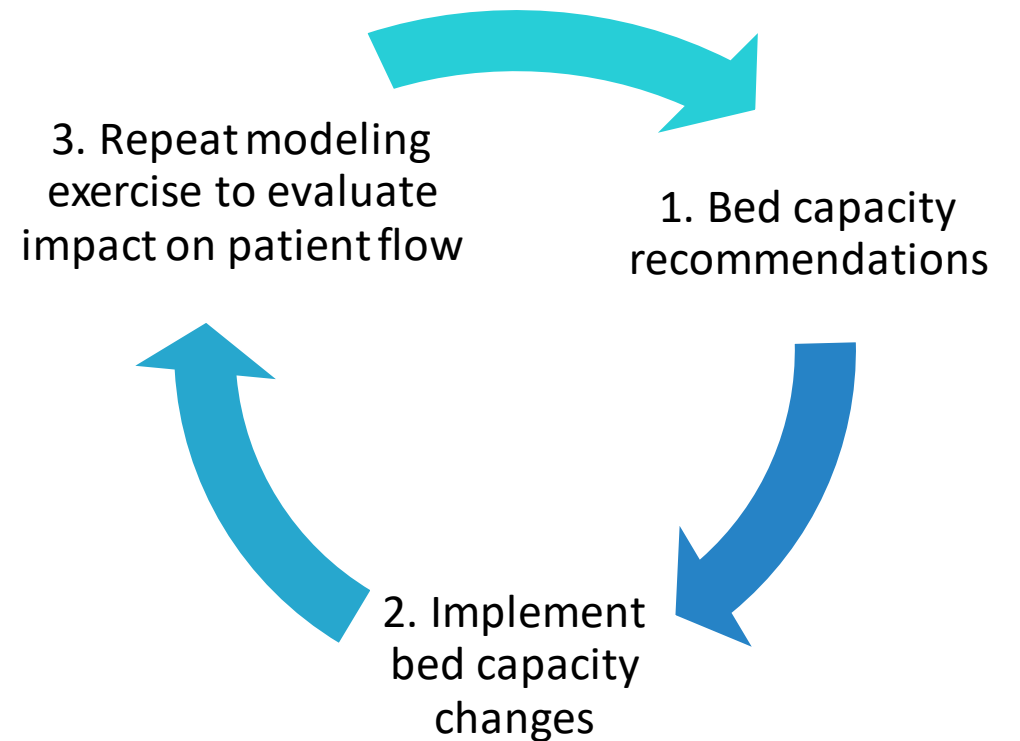 3. Repeat modeling
exercise to evaluate
impact on patient flow
1. Bed capacity
recommendations
2. Implement
bed capacity
changes